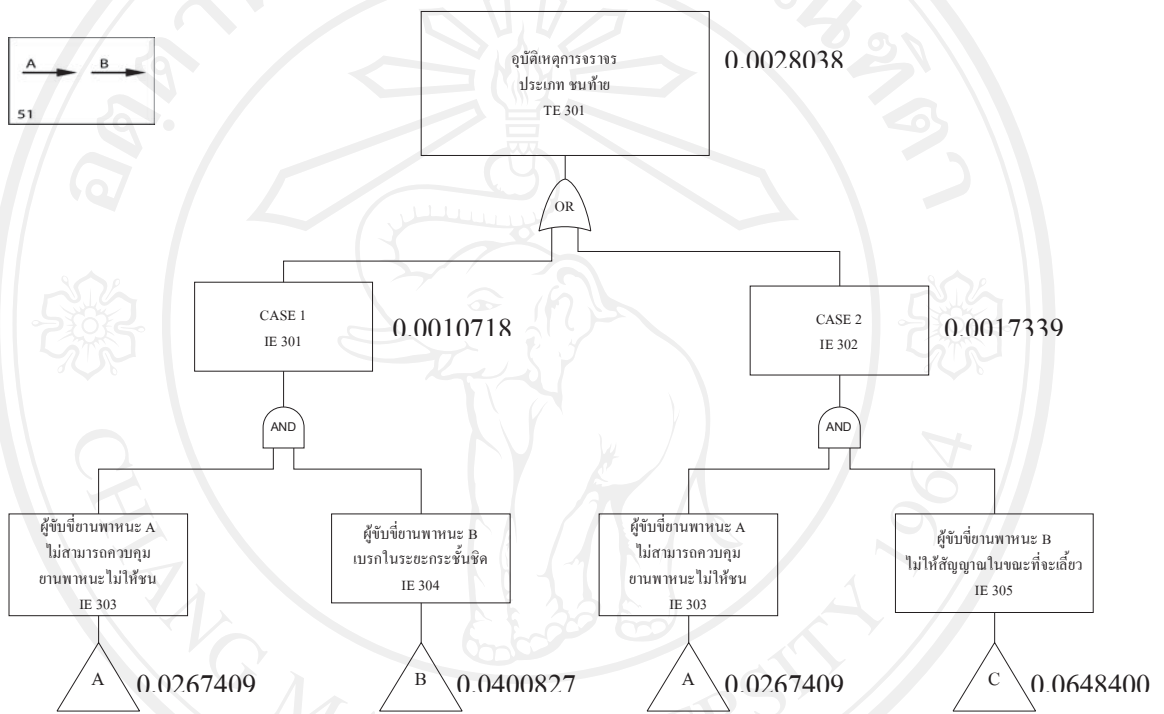 A B
51
อุบัติเหตุการจราจร
ประเภท ชนท้าย
TE 301
0.0028038
OR
CASE 1
IE 301
0.0010718
CASE 2
IE 302
0.0017339
AND
AND
ผู้ขับขี่ยานพาหนะ A
ไม่สามารถควบคุม
ยานพาหนะไม่ให้ชน
IE 303
ผู้ขับขี่ยานพาหนะ B
เบรกในระยะกระชั้นชิด
IE 304
ผู้ขับขี่ยานพาหนะ A
ไม่สามารถควบคุม
ยานพาหนะไม่ให้ชน
IE 303
ผู้ขับขี่ยานพาหนะ B
ไม่ให้สัญญาณในขณะที่จะเลี้ยว
IE 305
A
0.0267409
B
0.0400827
A
0.0267409
C
0.0648400